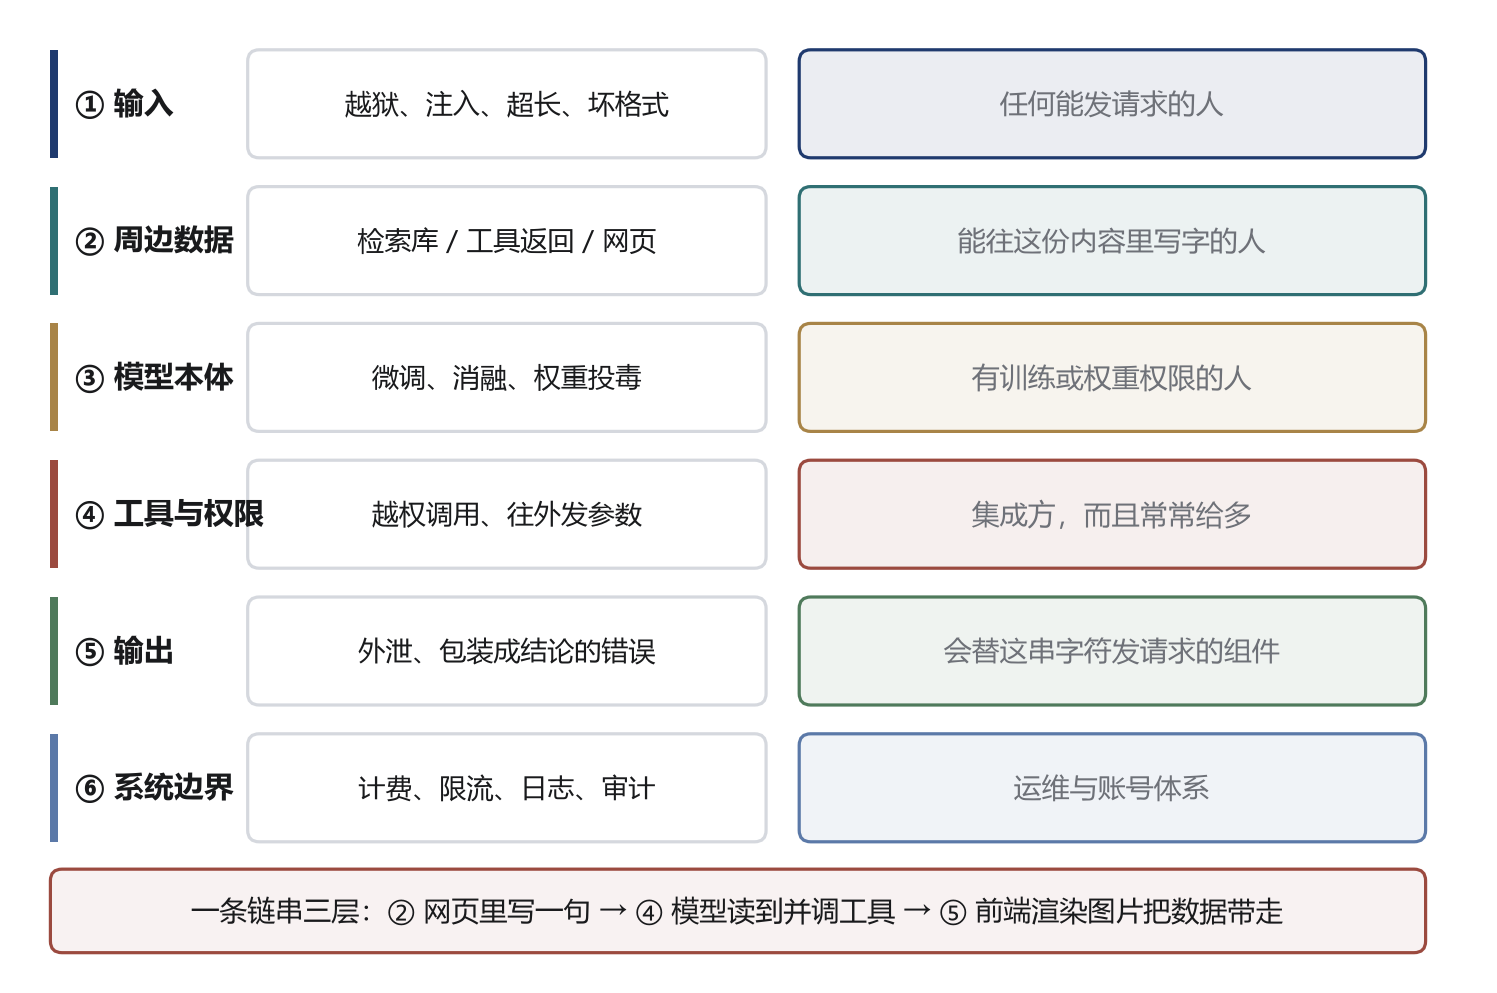 ① 输入
越狱、注入、超长、坏格式
任何能发请求的人
② 周边数据
检索库 / 工具返回 / 网页
能往这份内容里写字的人
③ 模型本体
微调、消融、权重投毒
有训练或权重权限的人
④ 工具与权限
越权调用、往外发参数
集成方，而且常常给多
⑤ 输出
外泄、包装成结论的错误
会替这串字符发请求的组件
⑥ 系统边界
计费、限流、日志、审计
运维与账号体系
一条链串三层：② 网页里写一句 → ④ 模型读到并调工具 → ⑤ 前端渲染图片把数据带走